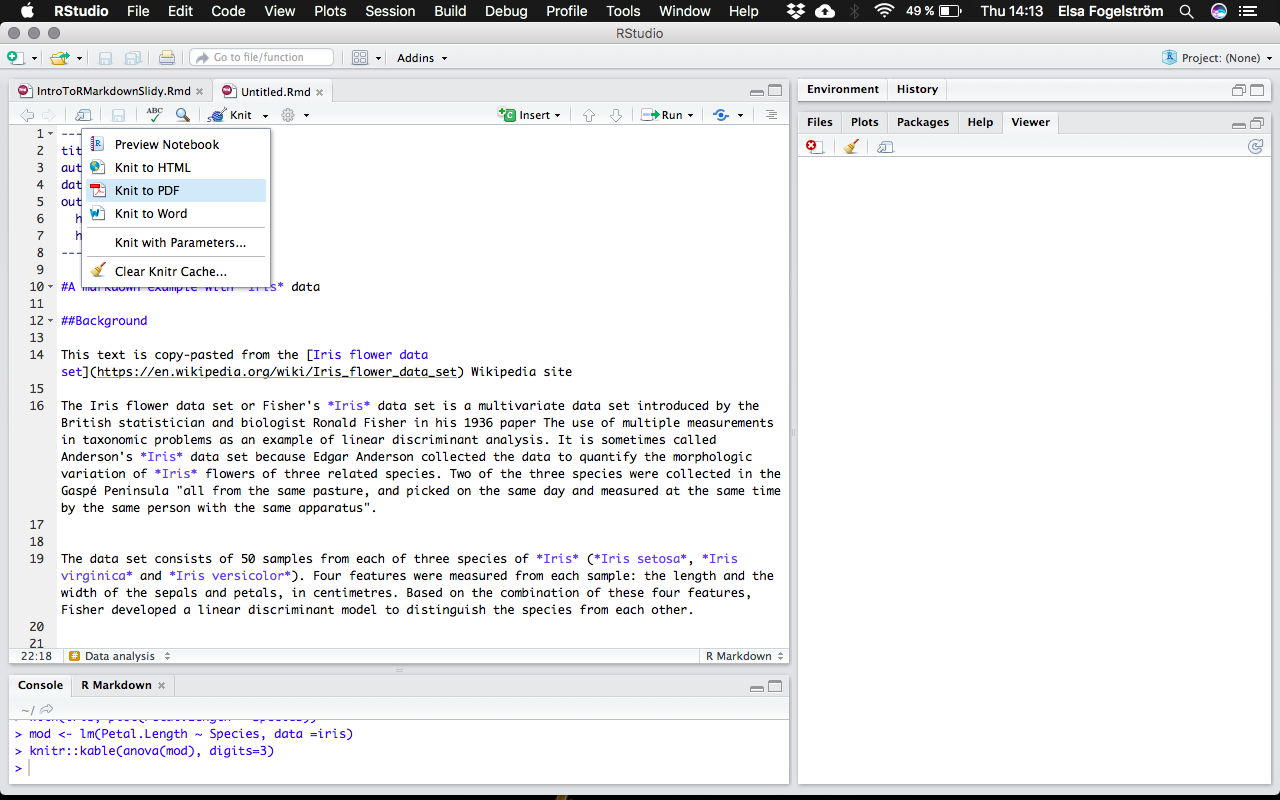 RStudio File Edit Code View Plots Session Build Debug Profile Tools Window Help 49 % Thu 14:13 Elsa Fogelström
RStudio
Go to file/function Addins Project: (None)
IntroToRMarkdownSlidy.Rmd Untitled.Rmd
ABC Knit Insert Run
1 ---
2 tit
3 aut
4 dat
5 out
6 h
7 h
8 ---
Preview Notebook
Knit to HTML
Knit to PDF
Knit to Word
Knit with Parameters...
Clear Knitr Cache...
9
10 #A markdown example with *Iris* data
11
12 ##Background
13
14 This text is copy-pasted from the [Iris flower data
set](https://en.wikipedia.org/wiki/Iris_flower_data_set) Wikipedia site
15
16 The Iris flower data set or Fisher's *Iris* data set is a multivariate data set introduced by the
British statistician and biologist Ronald Fisher in his 1936 paper The use of multiple measurements
in taxonomic problems as an example of linear discriminant analysis. It is sometimes called
Anderson's *Iris* data set because Edgar Anderson collected the data to quantify the morphologic
variation of *Iris* flowers of three related species. Two of the three species were collected in the
Gaspé Peninsula "all from the same pasture, and picked on the same day and measured at the same time
by the same person with the same apparatus".
17
18
19 The data set consists of 50 samples from each of three species of *Iris* (*Iris setosa*, *Iris
virginica* and *Iris versicolor*). Four features were measured from each sample: the length and the
width of the sepals and petals, in centimetres. Based on the combination of these four features,
Fisher developed a linear discriminant model to distinguish the species from each other.
20
21
22:18 # Data analysis R Markdown
Console R Markdown
~/
> mod <- lm(Petal.Length ~ Species, data =iris)
> knitr::kable(anova(mod), digits=3)
>
Environment History
Files Plots Packages Help Viewer